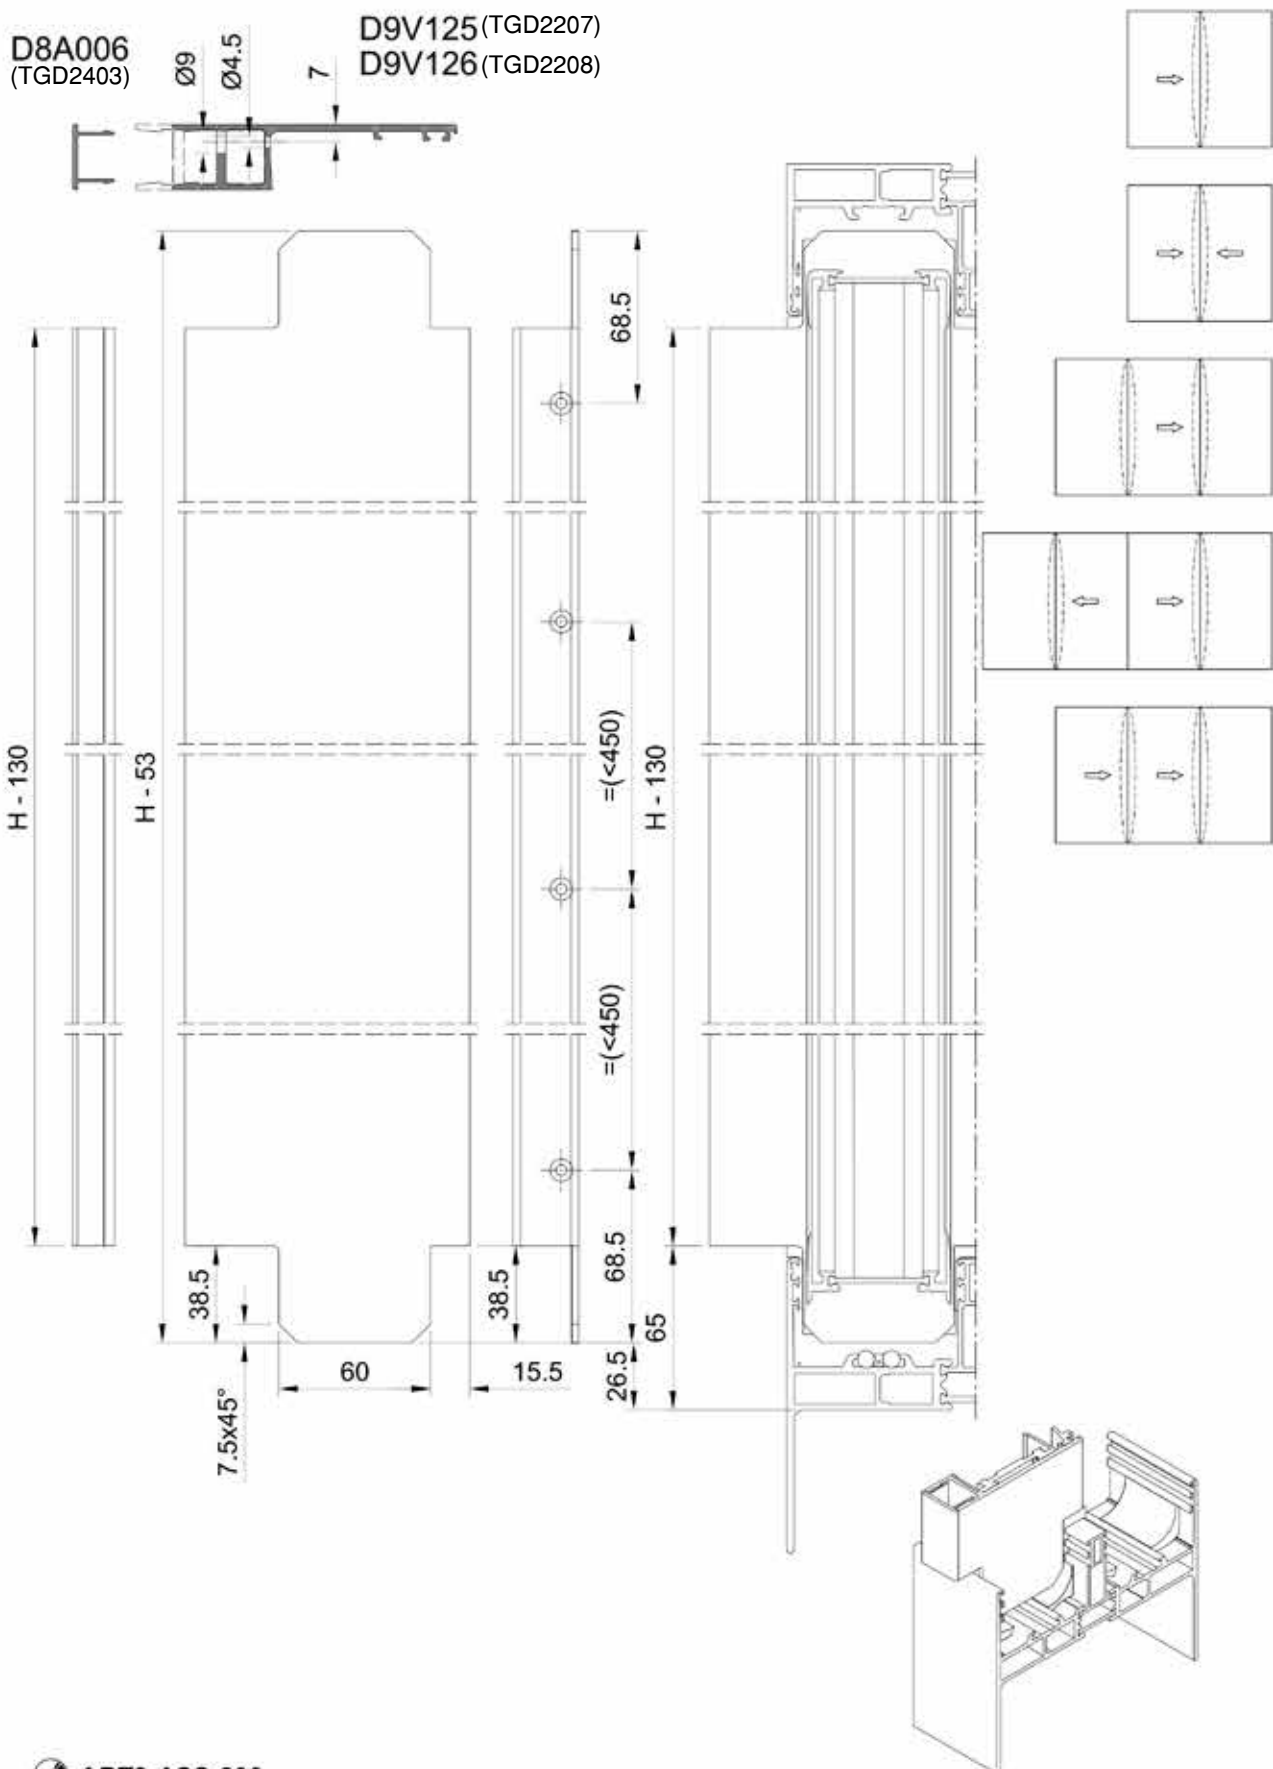 D8A006
(TGD2403)
Ø9
Ø4.5
7
D9V125 (TGD2207)
D9V126 (TGD2208)
68.5
H - 130
H - 53
=(<450)
H - 130
=(<450)
38.5
38.5
68.5
65
26.5
60
15.5
7.5x45°